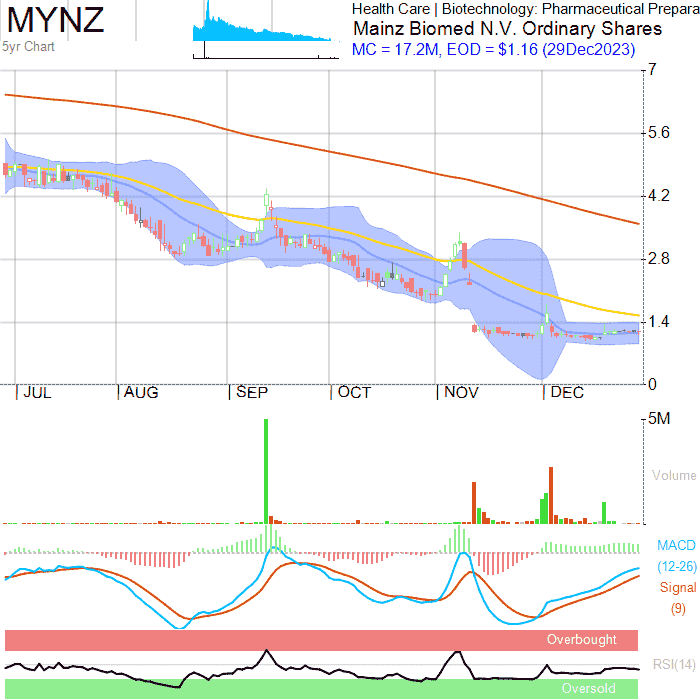 MYNZ
5yr Chart
Health Care | Biotechnology: Pharmaceutical Prepara
Mainz Biomed N.V. Ordinary Shares
MC = 17.2M, EOD = $1.16 (29Dec2023)
7
5.6
4.2
2.8
1.4
0
JUL AUG SEP OCT NOV DEC
5M
Volume
MACD
(12-26)
Signal
(9)
Overbought
RSI(14)
Oversold